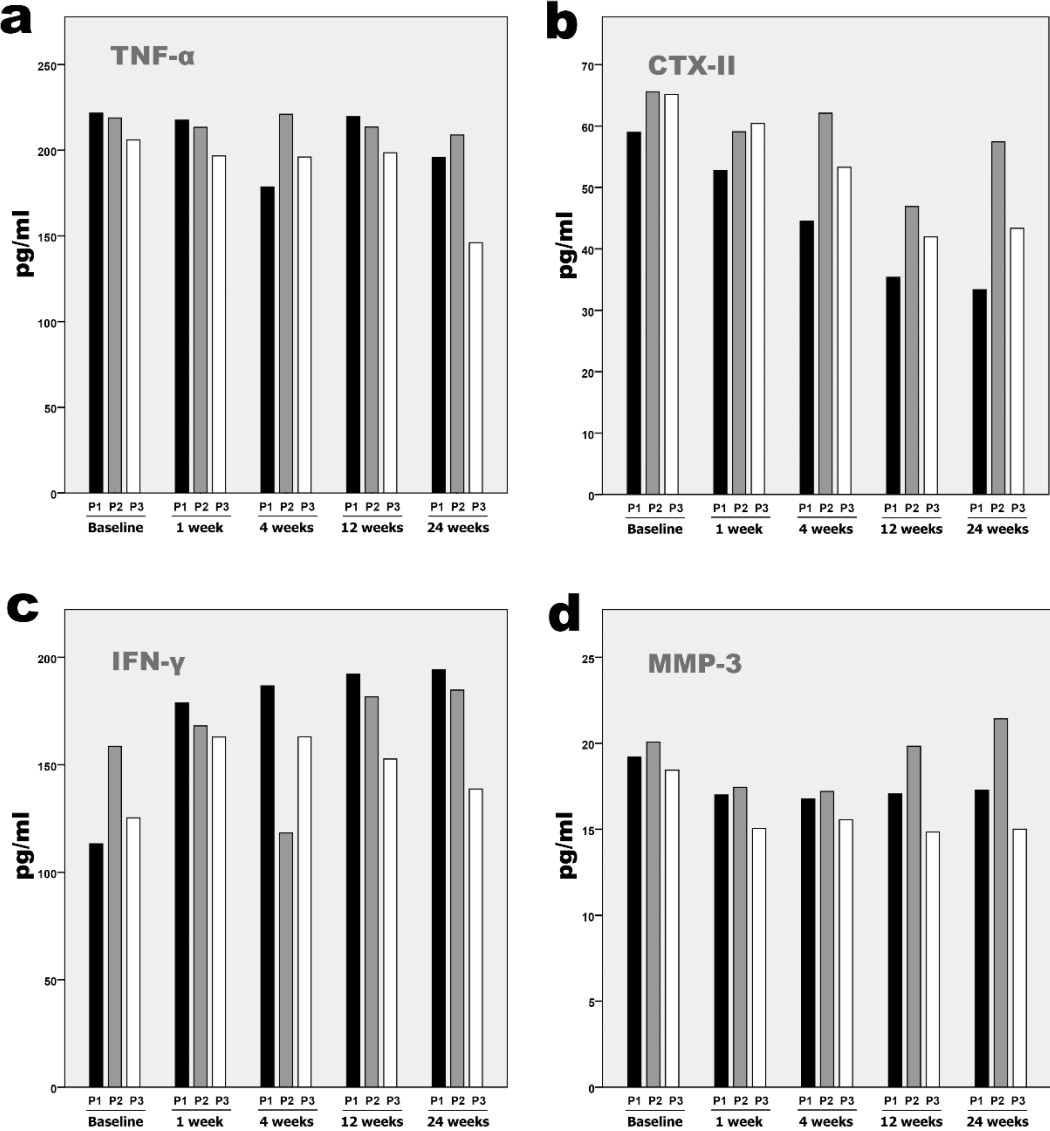 a
TNF-α
pg/ml
250
200
150
100
50
0
P1 P2 P3 P1 P2 P3 P1 P2 P3 P1 P2 P3 P1 P2 P3
Baseline 1 week 4 weeks 12 weeks 24 weeks
b
CTX-II
pg/ml
70
60
50
40
30
20
10
0
P1 P2 P3 P1 P2 P3 P1 P2 P3 P1 P2 P3 P1 P2 P3
Baseline 1 week 4 weeks 12 weeks 24 weeks
c
IFN-γ
pg/ml
200
150
100
50
0
P1 P2 P3 P1 P2 P3 P1 P2 P3 P1 P2 P3 P1 P2 P3
Baseline 1 week 4 weeks 12 weeks 24 weeks
d
MMP-3
pg/ml
25
20
15
10
5
0
P1 P2 P3 P1 P2 P3 P1 P2 P3 P1 P2 P3 P1 P2 P3
Baseline 1 week 4 weeks 12 weeks 24 weeks